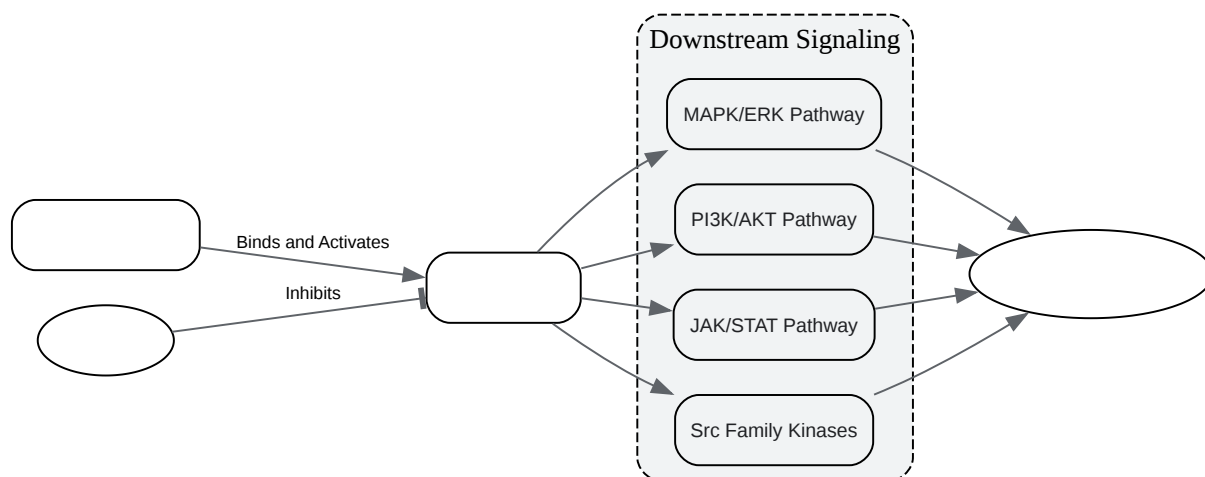 Downstream Signaling
MAPK/ERK Pathway
PI3K/AKT Pathway
Binds and Activates
Inhibits
JAK/STAT Pathway
Src Family Kinases